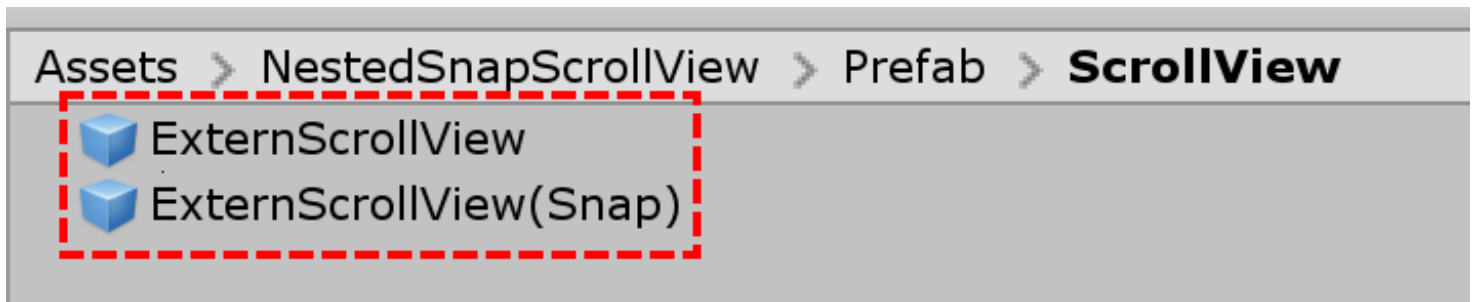 Assets > NestedSnapScrollView > Prefab > ScrollView
ExternScrollView
ExternScrollView(Snap)